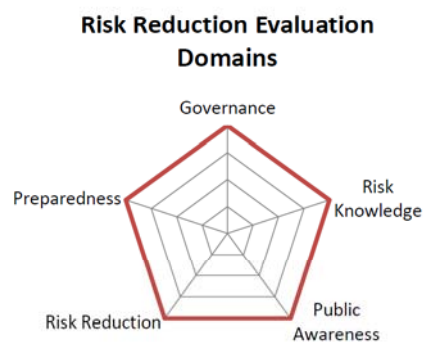 Risk Reduction Evaluation
Domains
Governance
Preparedness
Risk
Knowledge
Risk Reduction
Public
Awareness